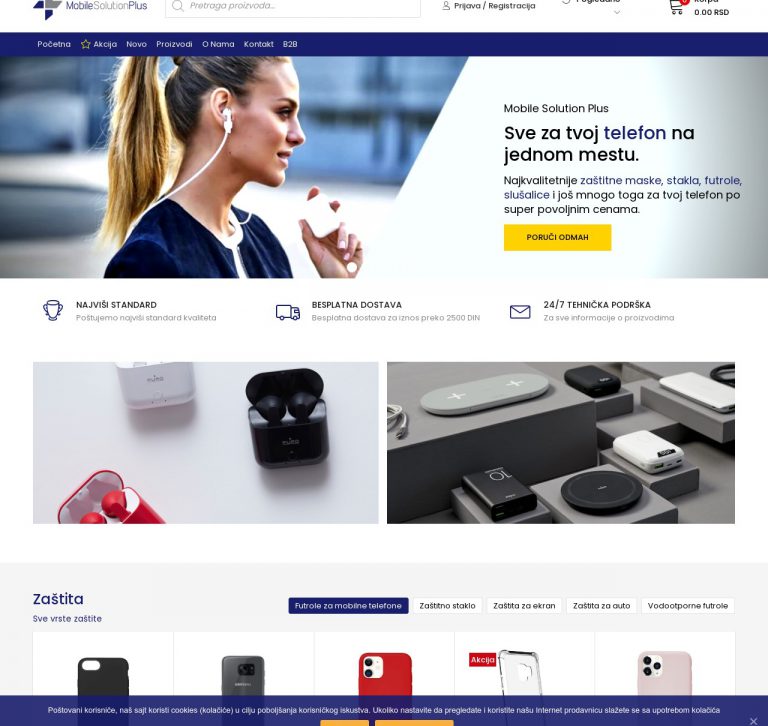 MobileSolutionPlus
Pretraga proizvoda...
Prijava / Registracija
0.00 RSD
Početna
Akcija
Novo
Proizvodi
O Nama
Kontakt
B2B
Mobile Solution Plus
Sve za tvoj telefon na
jednom mestu.
Najkvalitetnije zaštitne maske, stakla, futrole,
slušalice i još mnogo toga za tvoj telefon po
super povoljnim cenama.
PORUČI ODMAH
NAJVIŠI STANDARD
Poštujemo najviši standard kvaliteta
BESPLATNA DOSTAVA
Besplatna dostava za iznos preko 2500 DIN
24/7 TEHNIČKA PODRŠKA
Za sve informacije o proizvodima
PURO
PURO
10
Zaštita
Sve vrste zaštite
Futrole za mobilne telefone
Zaštitno staklo
Zaštita za ekran
Zaštita za auto
Vodootporne futrole
SAMSUNG
Akcija
Poštovani korisniče, naš sajt koristi cookies (kolačiće) u cilju poboljšanja korisničkog iskustva. Ukoliko nastavite da pregledate i koristite našu Internet prodavnicu slažete se sa upotrebom kolačića